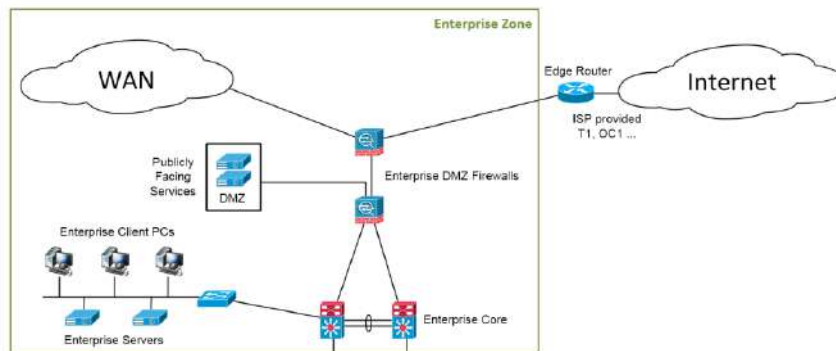 Enterprise Zone
WAN
Edge Router
Internet
ISP provided
T1, OC1 ...
Publicly
Facing
Services
DMZ
Enterprise DMZ Firewalls
Enterprise Client PCs
Enterprise Servers
Enterprise Core